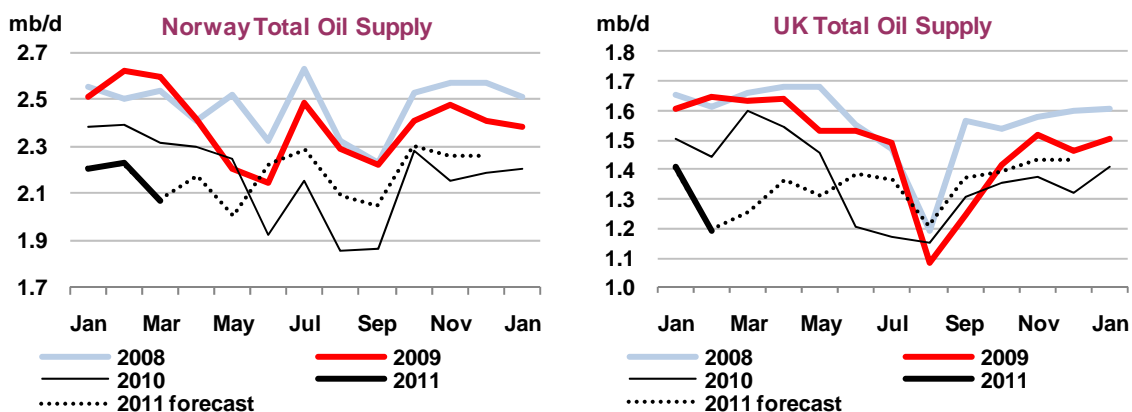 mb/d
Norway Total Oil Supply
2.7
2.5
2.3
2.1
1.9
1.7
Jan Mar May Jul Sep Nov Jan
2008 2009
2010 2011
2011 forecast
mb/d
UK Total Oil Supply
1.8
1.7
1.6
1.5
1.4
1.3
1.2
1.1
1.0
Jan Mar May Jul Sep Nov Jan
2008 2009
2010 2011
2011 forecast